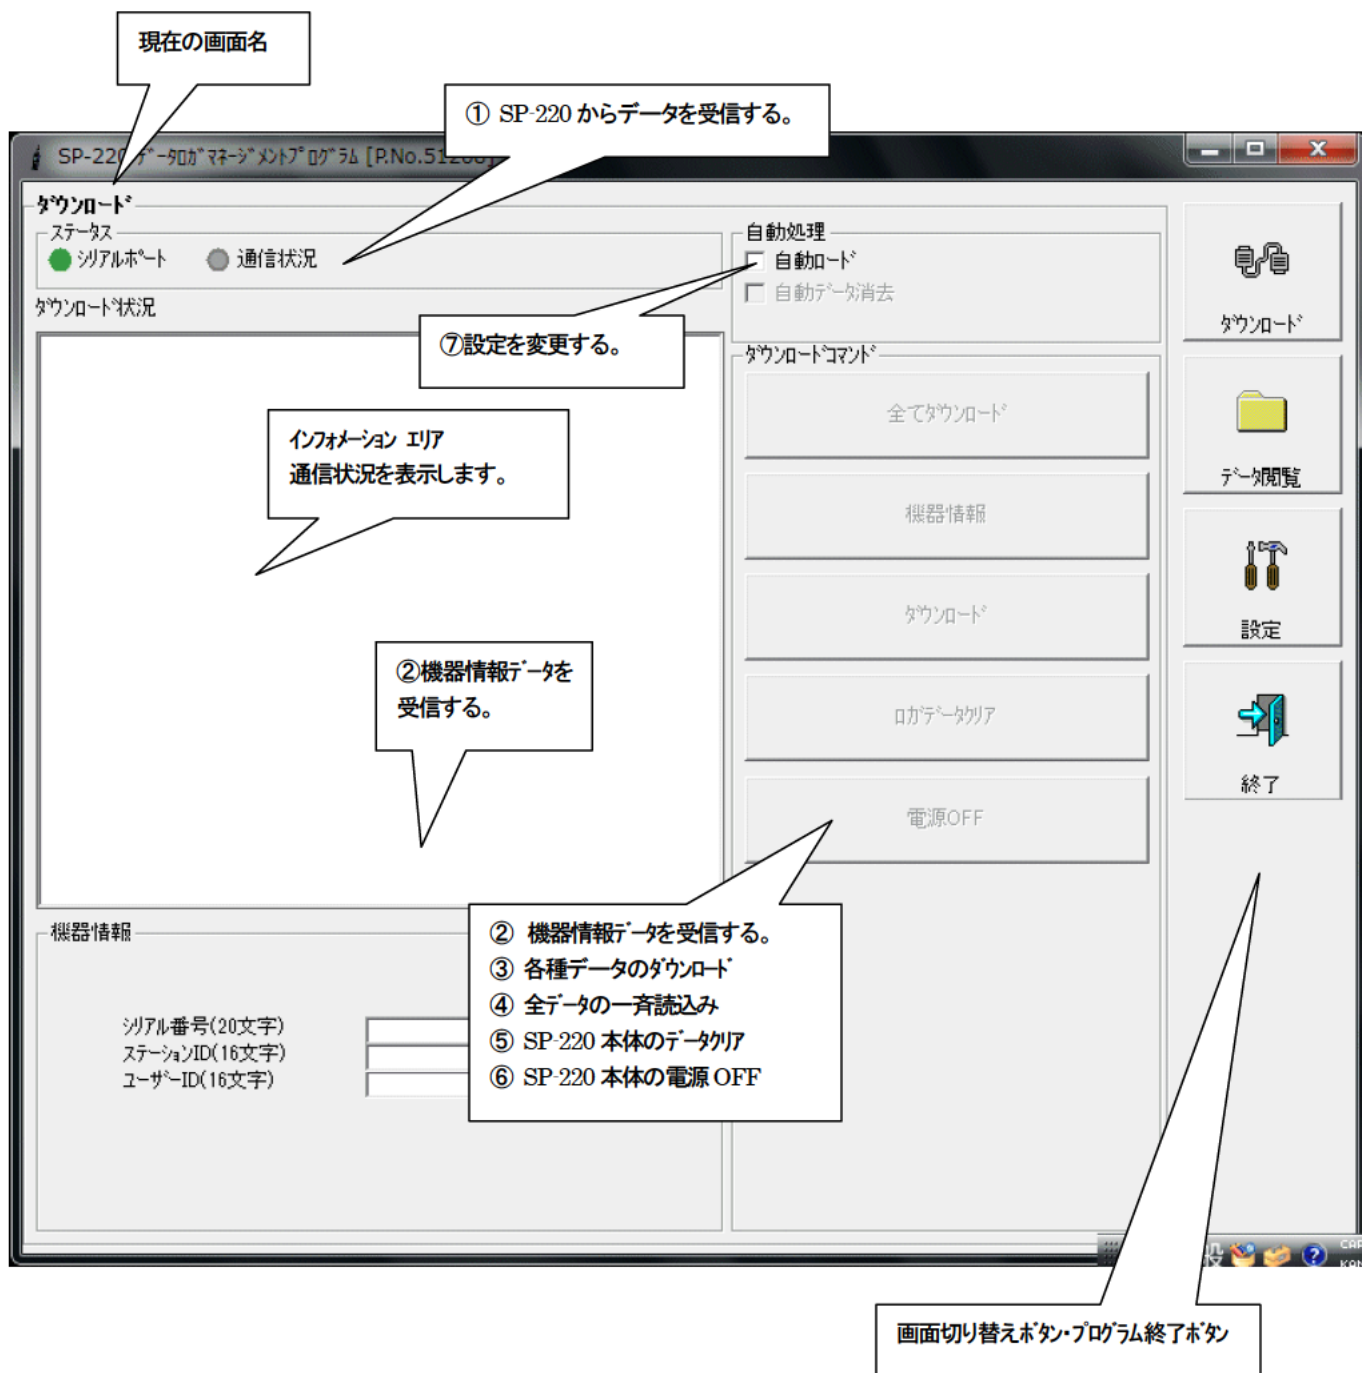 現在の画面名
① SP-220 からデータを受信する。
SP-220 ﾃﾞｰﾀﾛｶﾞﾏﾈｰｼﾞﾒﾝﾄﾌﾟﾛｸﾞﾗﾑ [P.No.51200]
ﾀﾞｳﾝﾛｰﾄﾞ
ｽﾃｰﾀｽ
ｼﾘｱﾙﾎﾟｰﾄ 通信状況
自動処理
自動ﾛｰﾄﾞ
自動ﾃﾞｰﾀ消去
ﾀﾞｳﾝﾛｰﾄﾞ状況
⑦設定を変更する。
ﾀﾞｳﾝﾛｰﾄﾞｺﾏﾝﾄﾞ
全てﾀﾞｳﾝﾛｰﾄﾞ
機器情報
ﾀﾞｳﾝﾛｰﾄﾞ
ﾛｶﾞﾃﾞｰﾀｸﾘｱ
電源OFF
ﾀﾞｳﾝﾛｰﾄﾞ
ﾃﾞｰﾀ閲覧
設定
終了
ｲﾝﾌｫﾒｰｼｮﾝ ｴﾘｱ
通信状況を表示します。
②機器情報ﾃﾞｰﾀを
受信する。
機器情報
ｼﾘｱﾙ番号(20文字)
ｽﾃｰｼｮﾝID(16文字)
ﾕｰｻﾞｰID(16文字)
② 機器情報ﾃﾞｰﾀを受信する。
③ 各種データのﾀﾞｳﾝﾛｰﾄﾞ
④ 全ﾃﾞｰﾀの一斉読込み
⑤ SP-220 本体のﾃﾞｰﾀｸﾘｱ
⑥ SP-220 本体の電源 OFF
画面切り替えﾎﾞﾀﾝ・ﾌﾟﾛｸﾞﾗﾑ終了ﾎﾞﾀﾝ